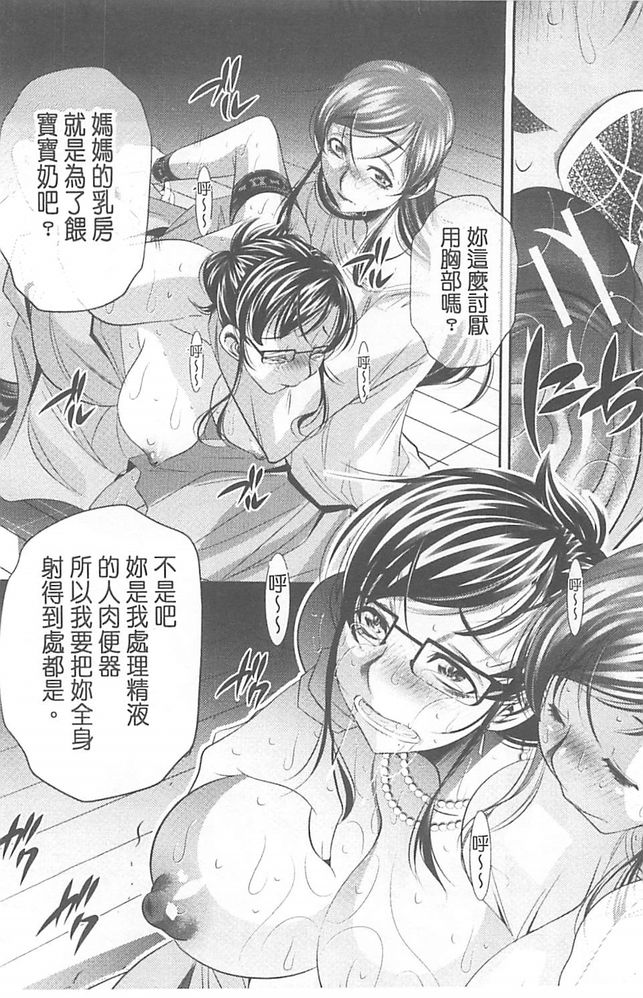 妳這麼討厭
用胸部嗎？
呼～～
媽媽的乳房
就是為了餵
寶寶奶吧？
呼～～
呼～～
呼～～
不是吧
妳是我處理精液
的人肉便器
所以我要把妳全身
射得到處都是。
呼～～
呼～～
にちゅ